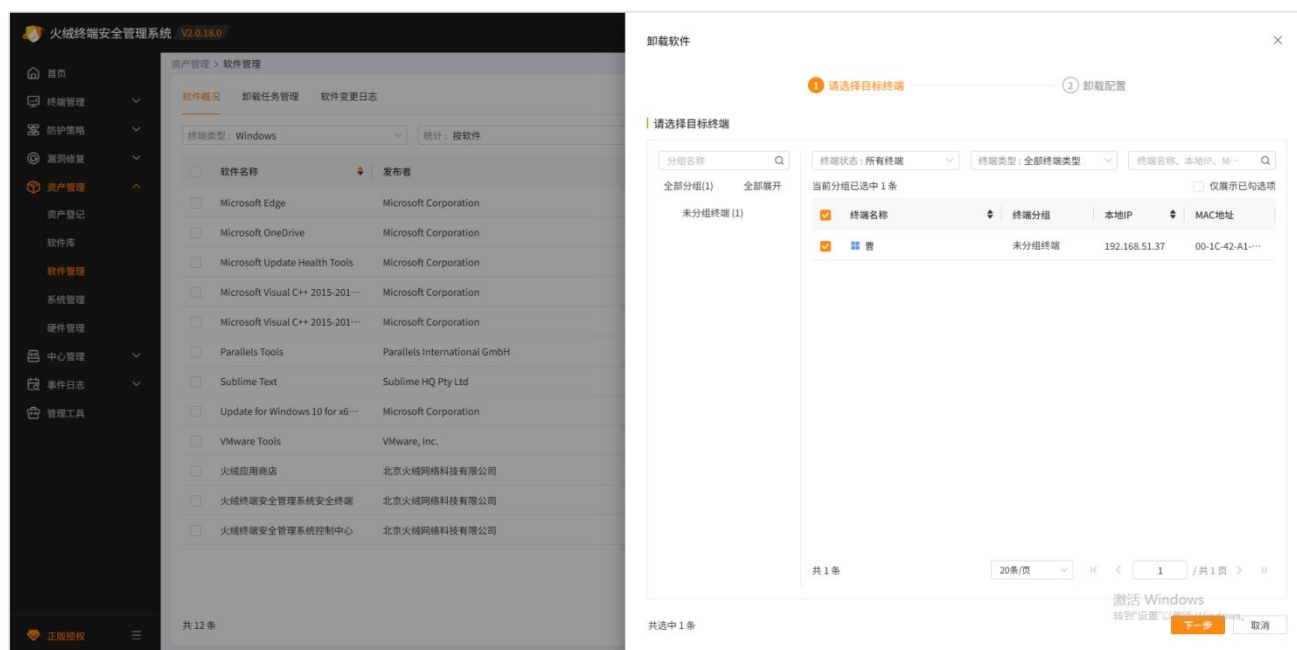 火绒终端安全管理系统 V2.0.18.0
首页
终端管理
防护策略
漏洞修复
资产管理
资产登记
软件库
软件管理
系统管理
硬件管理
中心管理
事件日志
管理工具
正版授权
资产管理 > 软件管理
软件概况 卸载任务管理 软件变更日志
终端类型: Windows 统计: 按软件
软件名称 发布者
Microsoft Edge Microsoft Corporation
Microsoft OneDrive Microsoft Corporation
Microsoft Update Health Tools Microsoft Corporation
Microsoft Visual C++ 2015-201··· Microsoft Corporation
Microsoft Visual C++ 2015-201··· Microsoft Corporation
Parallels Tools Parallels International GmbH
Sublime Text Sublime HQ Pty Ltd
Update for Windows 10 for x6··· Microsoft Corporation
VMware Tools VMware, Inc.
火绒应用商店 北京火绒网络科技有限公司
火绒终端安全管理系统安全终端 北京火绒网络科技有限公司
火绒终端安全管理系统控制中心 北京火绒网络科技有限公司
共 12 条
卸载软件
1 请选择目标终端 2 卸载配置
请选择目标终端
分组名称
全部分组(1) 全部展开
未分组终端 (1)
终端状态: 所有终端 终端类型: 全部终端类型 终端名称、本地IP、M···
当前分组已选中 1 条 仅展示已勾选项
终端名称 终端分组 本地IP MAC地址
曹 未分组终端 192.168.51.37 00-1C-42-A1-···
共 1 条 20条/页 1 / 共 1 页
激活 Windows
转到"设置"以激活 Windows。
共选中 1 条 下一步 取消